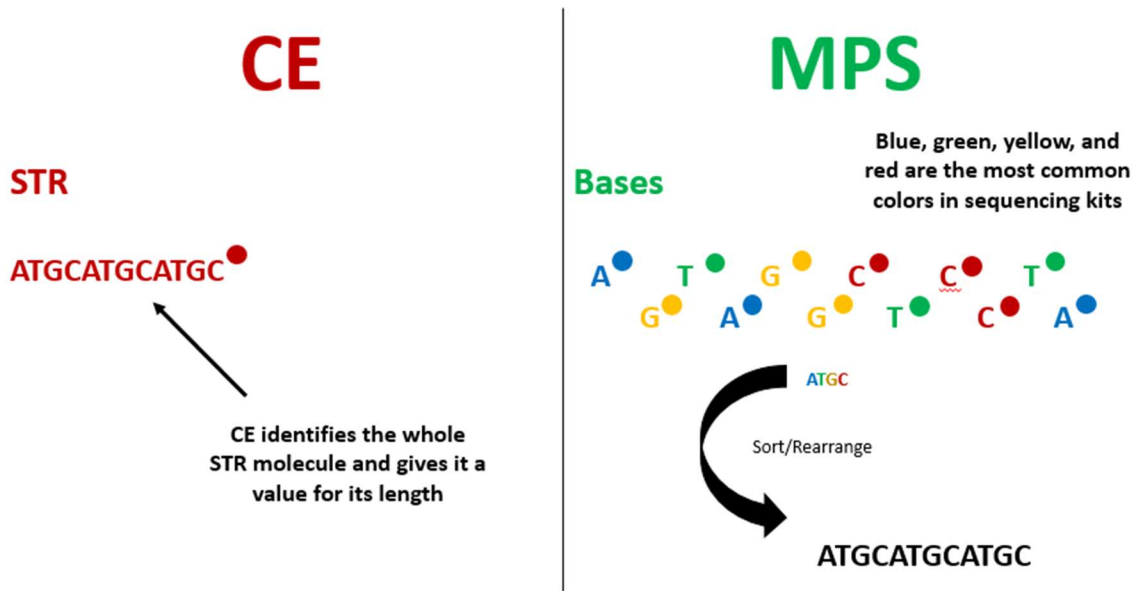 CE
STR
ATGCATGCATGC
CE identifies the whole
STR molecule and gives it a
value for its length
MPS
Blue, green, yellow, and
red are the most common
colors in sequencing kits
Bases
A T G C C T
G A G T C A
ATGC
Sort/Rearrange
ATGCATGCATGC